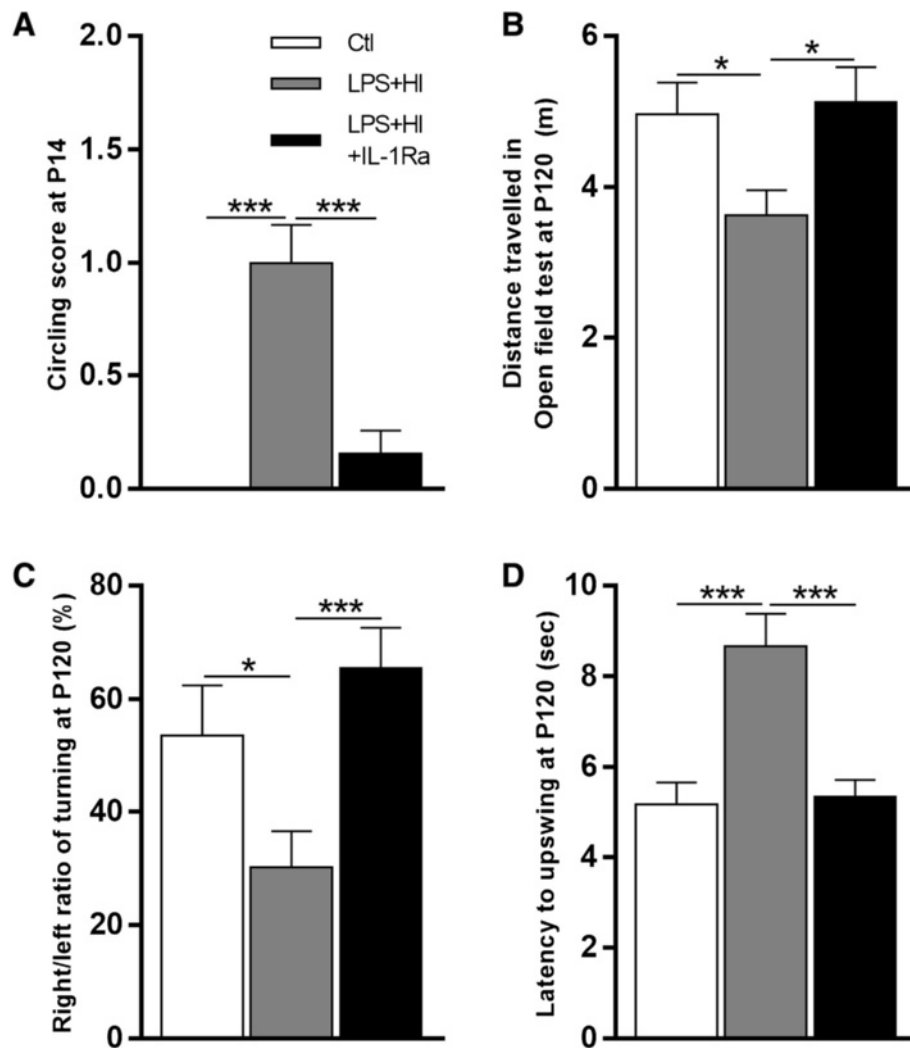 A
Circling score at P14
2.0
1.5
1.0
0.5
0.0
Ctl
LPS+HI
LPS+HI
+IL-1Ra
***
***
B
Distance travelled in
Open field test at P120 (m)
6
4
2
0
*
*
C
Right/left ratio of turning at P120 (%)
80
60
40
20
0
*
***
D
Latency to upswing at P120 (sec)
10
8
6
4
2
0
***
***